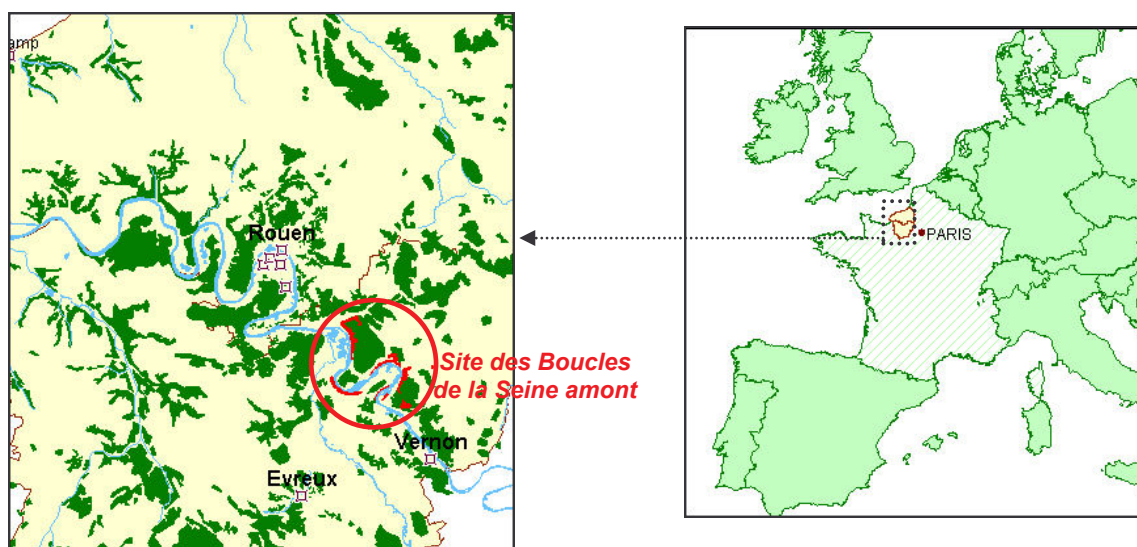 amp
Rouen
Site des Boucles
de la Seine amont
Vernon
Evreux
PARIS